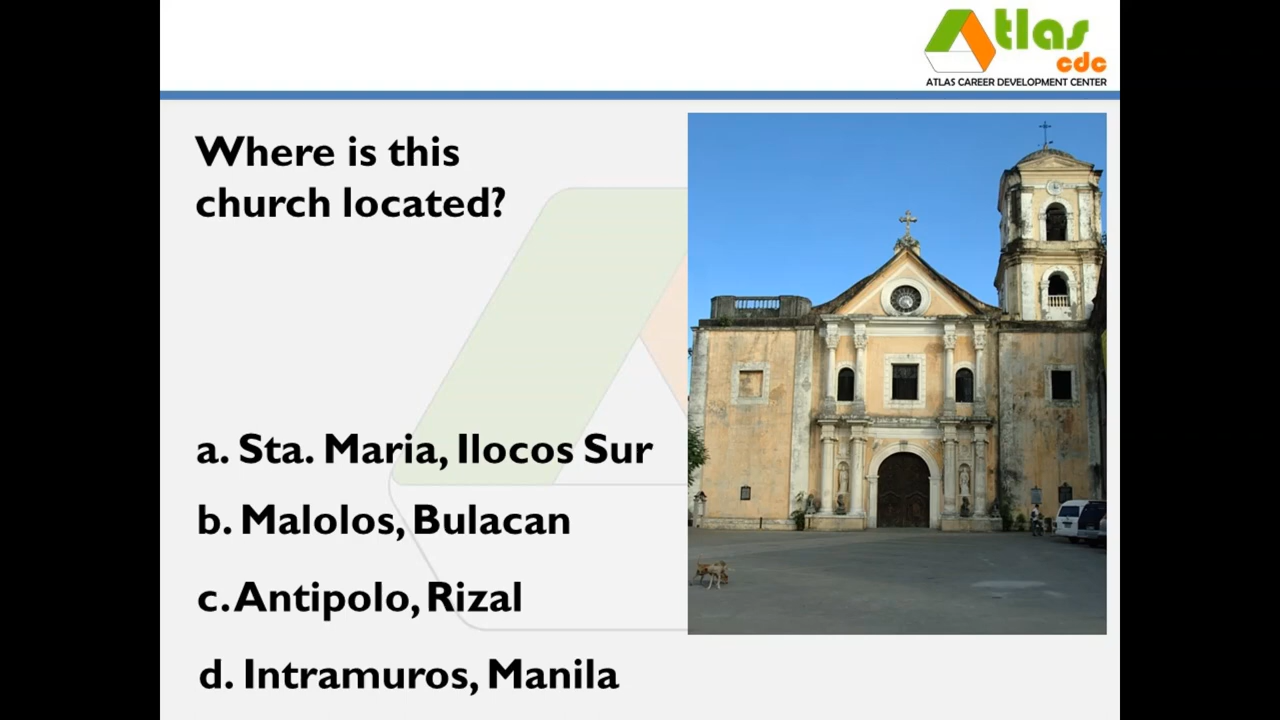 Atlas
cdc
ATLAS CAREER DEVELOPMENT CENTER
Where is this
church located?
a. Sta. Maria, Ilocos Sur
b. Malolos, Bulacan
c. Antipolo, Rizal
d. Intramuros, Manila